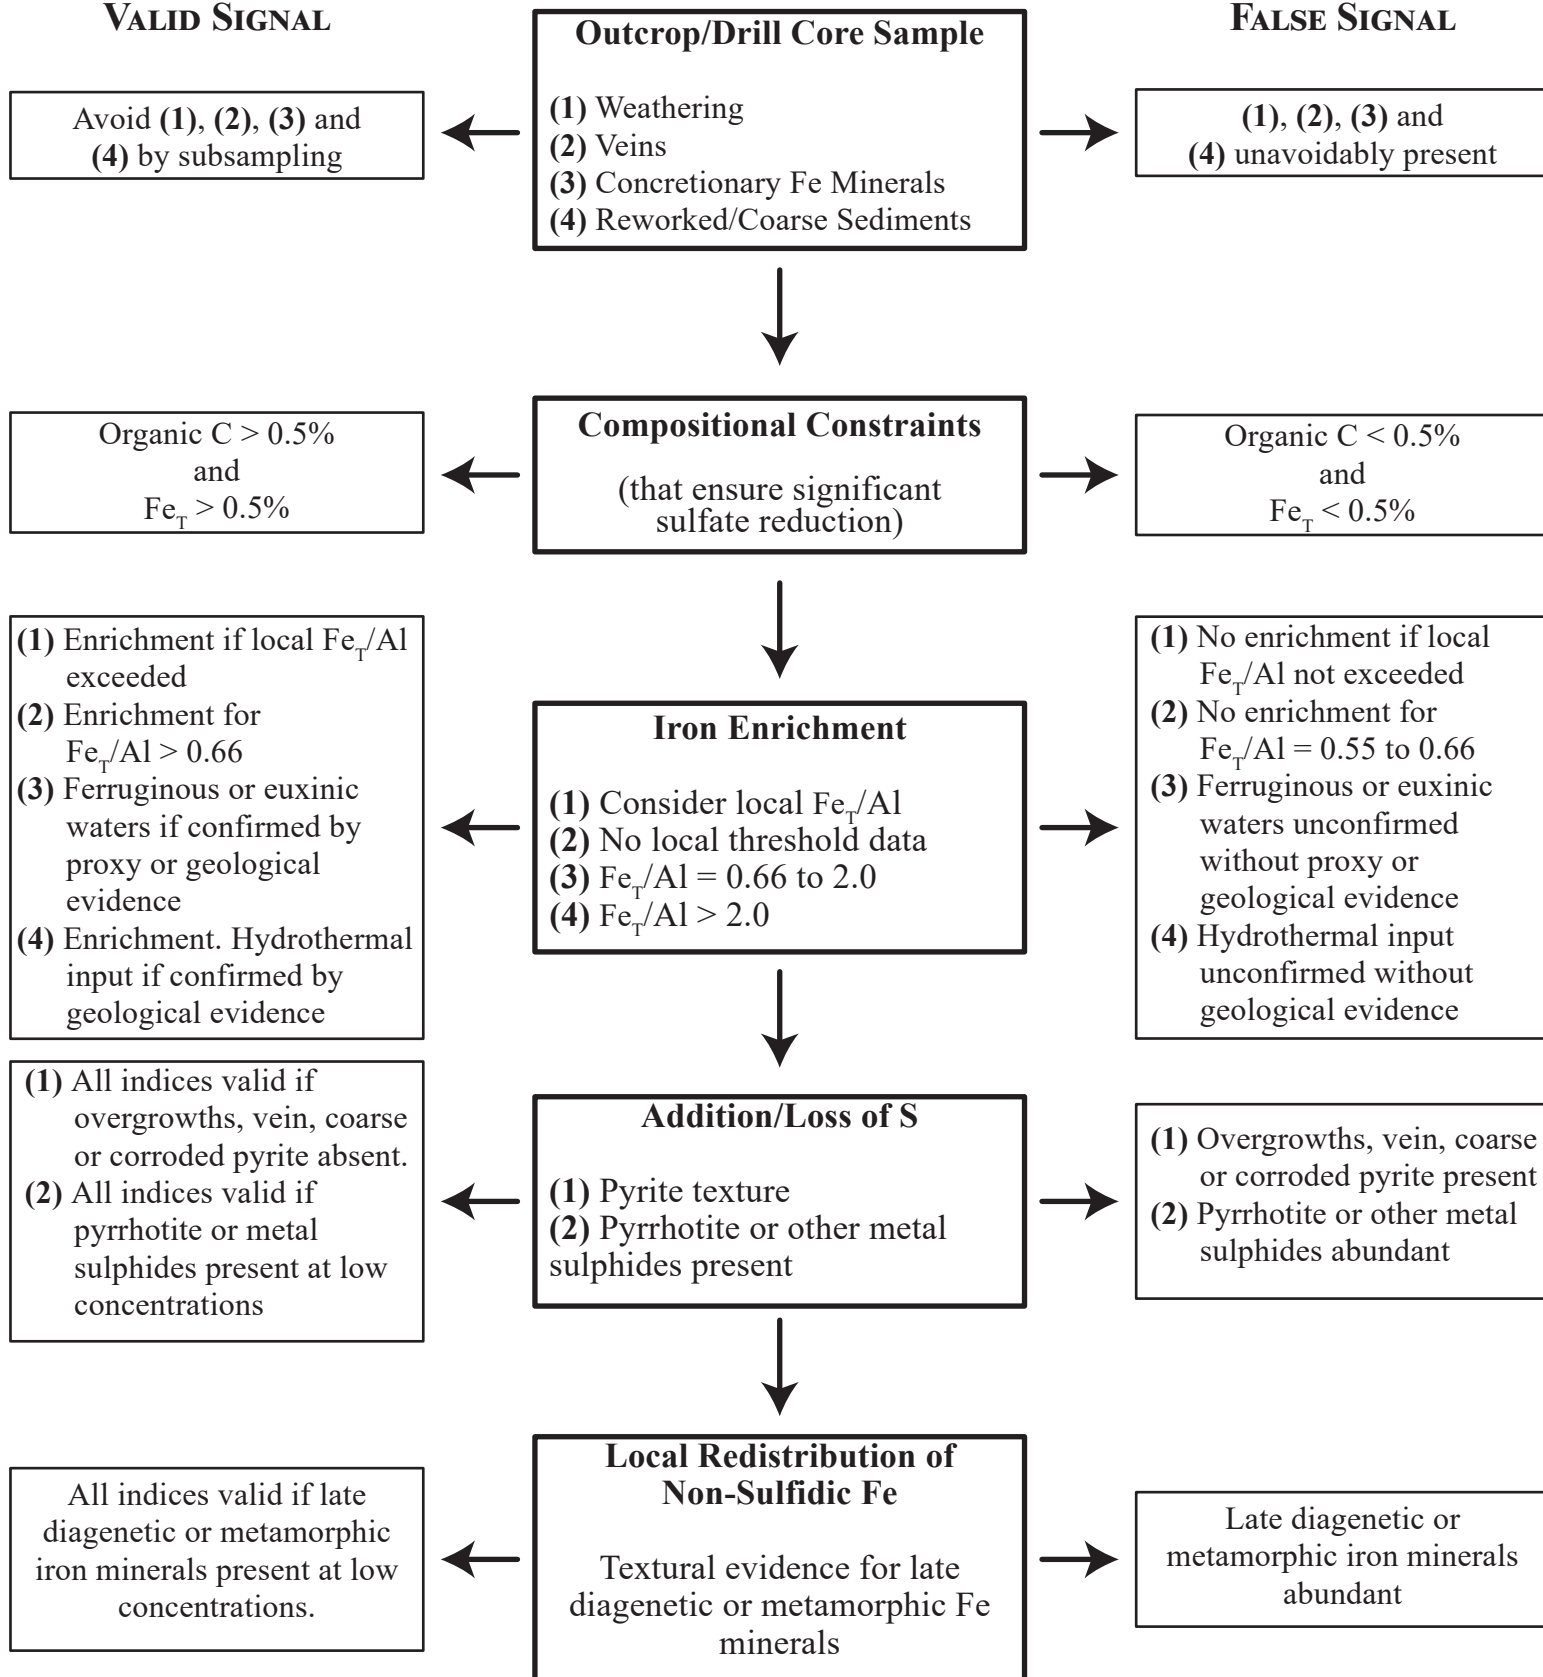 VALID SIGNAL
FALSE SIGNAL
Outcrop/Drill Core Sample
(1) Weathering
(2) Veins
(3) Concretionary Fe Minerals
(4) Reworked/Coarse Sediments
Avoid (1), (2), (3) and
(4) by subsampling
(1), (2), (3) and
(4) unavoidably present
Compositional Constraints
(that ensure significant
sulfate reduction)
Organic C > 0.5%
and
Fe_T > 0.5%
Organic C < 0.5%
and
Fe_T < 0.5%
Iron Enrichment
(1) Consider local Fe_T/Al
(2) No local threshold data
(3) Fe_T/Al = 0.66 to 2.0
(4) Fe_T/Al > 2.0
(1) Enrichment if local Fe_T/Al
exceeded
(2) Enrichment for
Fe_T/Al > 0.66
(3) Ferruginous or euxinic
waters if confirmed by
proxy or geological
evidence
(4) Enrichment. Hydrothermal
input if confirmed by
geological evidence
(1) No enrichment if local
Fe_T/Al not exceeded
(2) No enrichment for
Fe_T/Al = 0.55 to 0.66
(3) Ferruginous or euxinic
waters unconfirmed
without proxy or
geological evidence
(4) Hydrothermal input
unconfirmed without
geological evidence
Addition/Loss of S
(1) Pyrite texture
(2) Pyrrhotite or other metal
sulphides present
(1) All indices valid if
overgrowths, vein, coarse
or corroded pyrite absent.
(2) All indices valid if
pyrrhotite or metal
sulphides present at low
concentrations
(1) Overgrowths, vein, coarse
or corroded pyrite present
(2) Pyrrhotite or other metal
sulphides abundant
Local Redistribution of
Non-Sulfidic Fe
Textural evidence for late
diagenetic or metamorphic Fe
minerals
All indices valid if late
diagenetic or metamorphic
iron minerals present at low
concentrations.
Late diagenetic or
metamorphic iron minerals
abundant